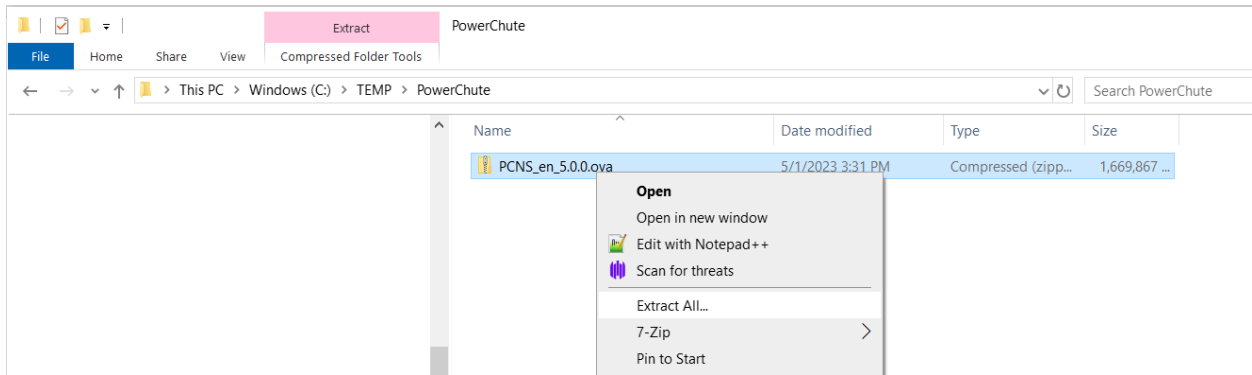 Extract PowerChute
File Home Share View Compressed Folder Tools
This PC > Windows (C:) > TEMP > PowerChute Search PowerChute
Name Date modified Type Size
PCNS_en_5.0.0.ova 5/1/2023 3:31 PM Compressed (zipp... 1,669,867 ...
Open
Open in new window
Edit with Notepad++
Scan for threats
Extract All...
7-Zip
Pin to Start